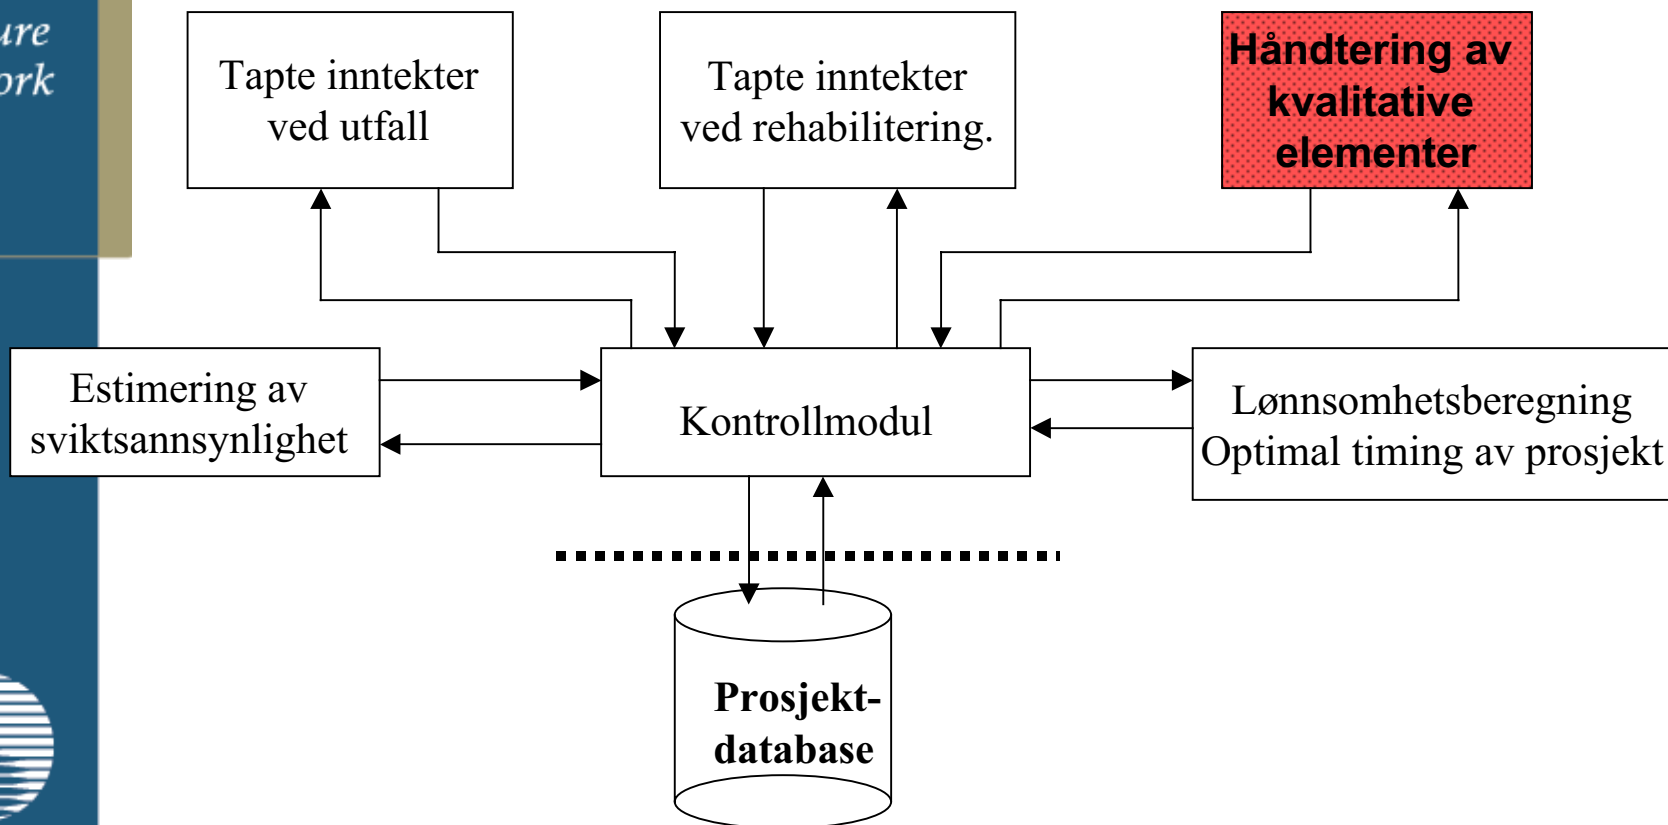 Tapte inntekter
ved utfall
Tapte inntekter
ved rehabilitering.
Håndtering av
kvalitative
elementer
Estimering av
sviktsannsynlighet
Kontrollmodul
Lønnsomhetsberegning
Optimal timing av prosjekt
Prosjekt-
database